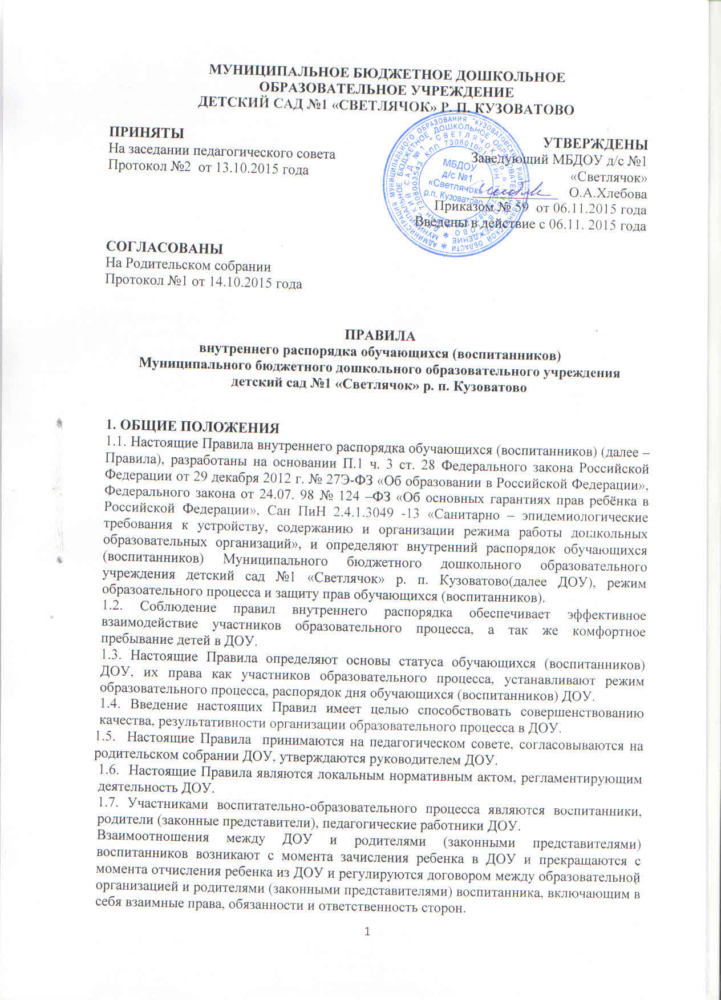 МУНИЦИПАЛЬНОЕ БЮДЖЕТНОЕ ДОШКОЛЬНОЕ
ОБРАЗОВАТЕЛЬНОЕ УЧРЕЖДЕНИЕ
ДЕТСКИЙ САД №1 «СВЕТЛЯЧОК» Р. П. КУЗОВАТОВО
ПРИНЯТЫ
На заседании педагогического совета
Протокол №2 от 13.10.2015 года
УТВЕРЖДЕНЫ
Заведующий МБДОУ д/с №1
«Светлячок»
О.А.Хлебова
Приказом № 59 от 06.11.2015 года
Введены в действие с 06.11. 2015 года
МБДОУ
д/с №1
«Светлячок»
р.п. Кузоватово
СОГЛАСОВАНЫ
На Родительском собрании
Протокол №1 от 14.10.2015 года
ПРАВИЛА
внутреннего распорядка обучающихся (воспитанников)
Муниципального бюджетного дошкольного образовательного учреждения
детский сад №1 «Светлячок» р. п. Кузоватово
1. ОБЩИЕ ПОЛОЖЕНИЯ
1.1. Настоящие Правила внутреннего распорядка обучающихся (воспитанников) (далее –
Правила), разработаны на основании П.1 ч. 3 ст. 28 Федерального закона Российской
Федерации от 29 декабря 2012 г. № 27Э-ФЗ «Об образовании в Российской Федерации»,
Федерального закона от 24.07. 98 № 124 –ФЗ «Об основных гарантиях прав ребёнка в
Российской Федерации», Сан ПиН 2.4.1.3049 -13 «Санитарно – эпидемиологические
требования к устройству, содержанию и организации режима работы дошкольных
образовательных организаций», и определяют внутренний распорядок обучающихся
(воспитанников) Муниципального бюджетного дошкольного образовательного
учреждения детский сад №1 «Светлячок» р. п. Кузоватово(далее ДОУ), режим
образоательного процесса и защиту прав обучающихся (воспитанников).
1.2. Соблюдение правил внутреннего распорядка обеспечивает эффективное
взаимодействие участников образовательного процесса, а так же комфортное
пребывание детей в ДОУ.
1.3. Настоящие Правила определяют основы статуса обучающихся (воспитанников)
ДОУ, их права как участников образовательного процесса, устанавливают режим
образовательного процесса, распорядок дня обучающихся (воспитанников) ДОУ.
1.4. Введение настоящих Правил имеет целью способствовать совершенствованию
качества, результативности организации образовательного процесса в ДОУ.
1.5. Настоящие Правила принимаются на педагогическом совете, согласовываются на
родительском собрании ДОУ, утверждаются руководителем ДОУ.
1.6. Настоящие Правила являются локальным нормативным актом, регламентирующим
деятельность ДОУ.
1.7. Участниками воспитательно-образовательного процесса являются воспитанники,
родители (законные представители), педагогические работники ДОУ.
Взаимоотношения между ДОУ и родителями (законными представителями)
воспитанников возникают с момента зачисления ребенка в ДОУ и прекращаются с
момента отчисления ребенка из ДОУ и регулируются договором между образовательной
организацией и родителями (законными представителями) воспитанника, включающим в
себя взаимные права, обязанности и ответственность сторон.
1